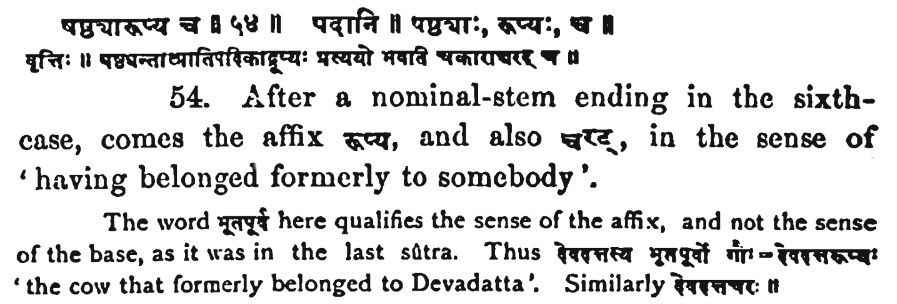 षष्ठ्यारूप्य च ॥ ५४ ॥ पदानि ॥ षष्ठ्याः, रूप्यः, च ॥
वृत्तिः ॥ षष्ठ्यन्तात्प्रातिपदिकाद्रूप्यः प्रत्ययो भवति चकाराच्चरट् च ॥
54. After a nominal-stem ending in the sixth-
case, comes the affix रूप्य, and also चरट्, in the sense of
‘having belonged formerly to somebody’.
The word भूतपूर्व here qualifies the sense of the affix, and not the sense
of the base, as it was in the last sûtra. Thus देवदत्तस्य भूतपूर्वो गौः = देवदत्तरूप्यः
‘the cow that formerly belonged to Devadatta’. Similarly देवदत्तचरः ॥